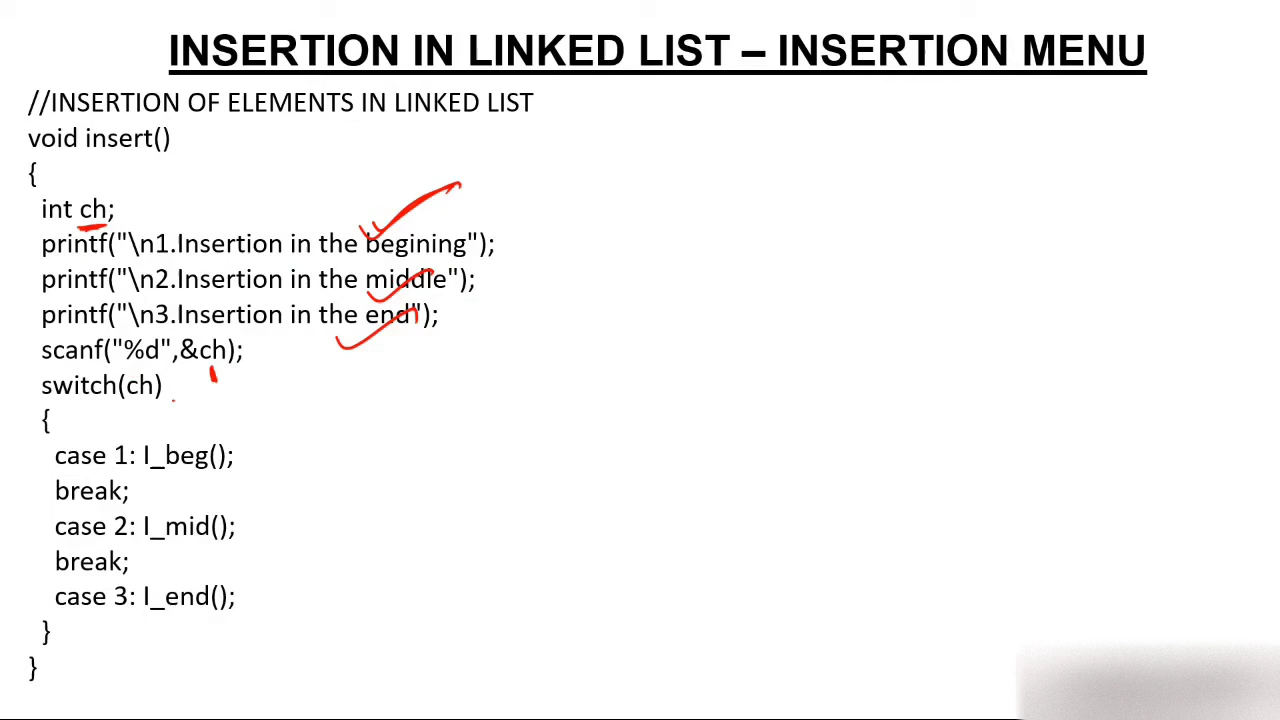 INSERTION IN LINKED LIST – INSERTION MENU
//INSERTION OF ELEMENTS IN LINKED LIST
void insert()
{
int ch;
printf("\n1.Insertion in the begining");
printf("\n2.Insertion in the middle");
printf("\n3.Insertion in the end");
scanf("%d",&ch);
switch(ch)
{
case 1: I_beg();
break;
case 2: I_mid();
break;
case 3: I_end();
}
}